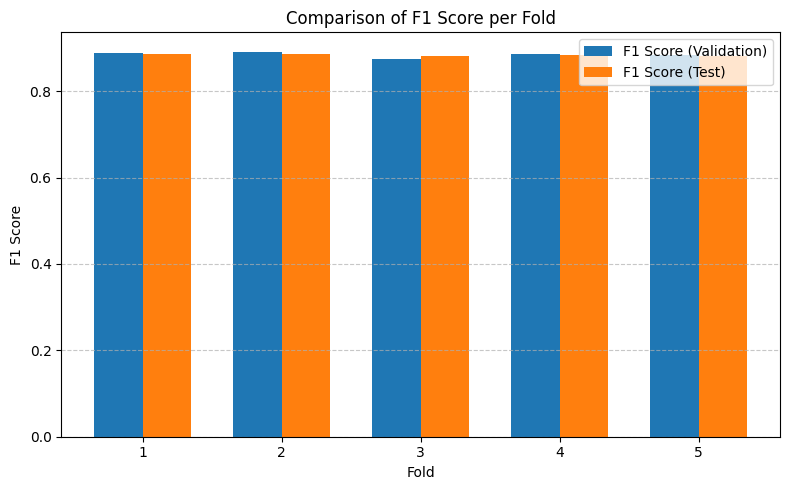 Comparison of F1 Score per Fold
F1 Score (Validation)
F1 Score (Test)
F1 Score
0.8
0.6
0.4
0.2
0.0
1 2 3 4 5
Fold